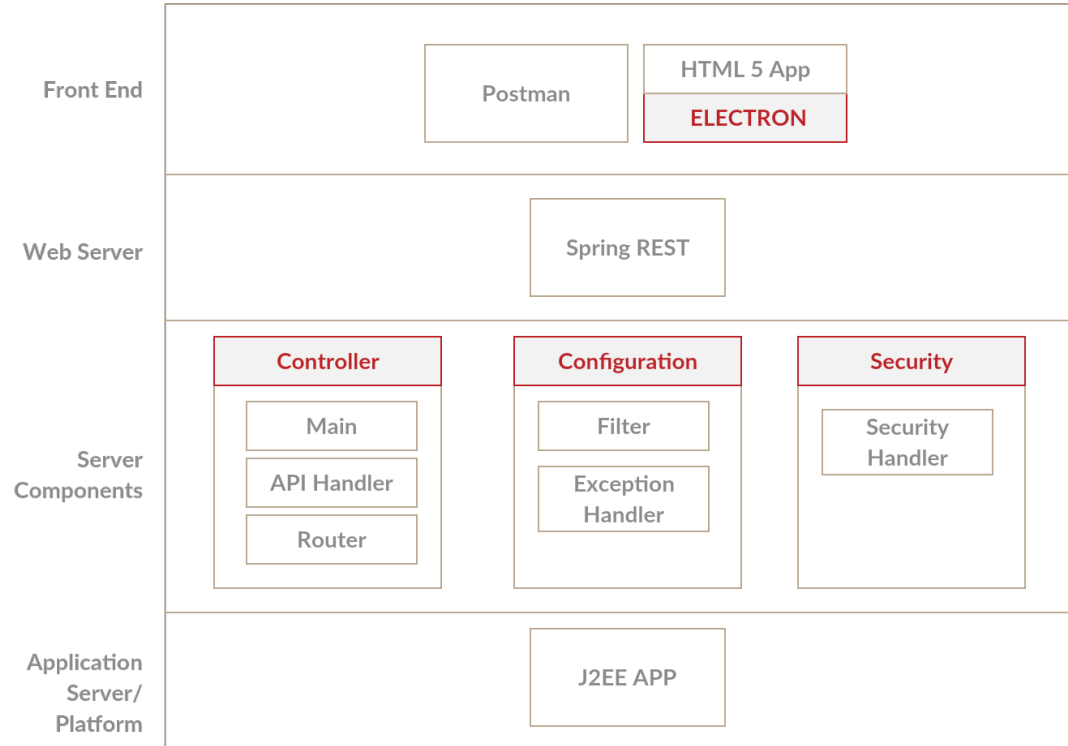 Front End
Postman
HTML 5 App
ELECTRON
Web Server
Spring REST
Server
Components
Controller
Main
API Handler
Router
Configuration
Filter
Exception
Handler
Security
Security
Handler
Application
Server/
Platform
J2EE APP